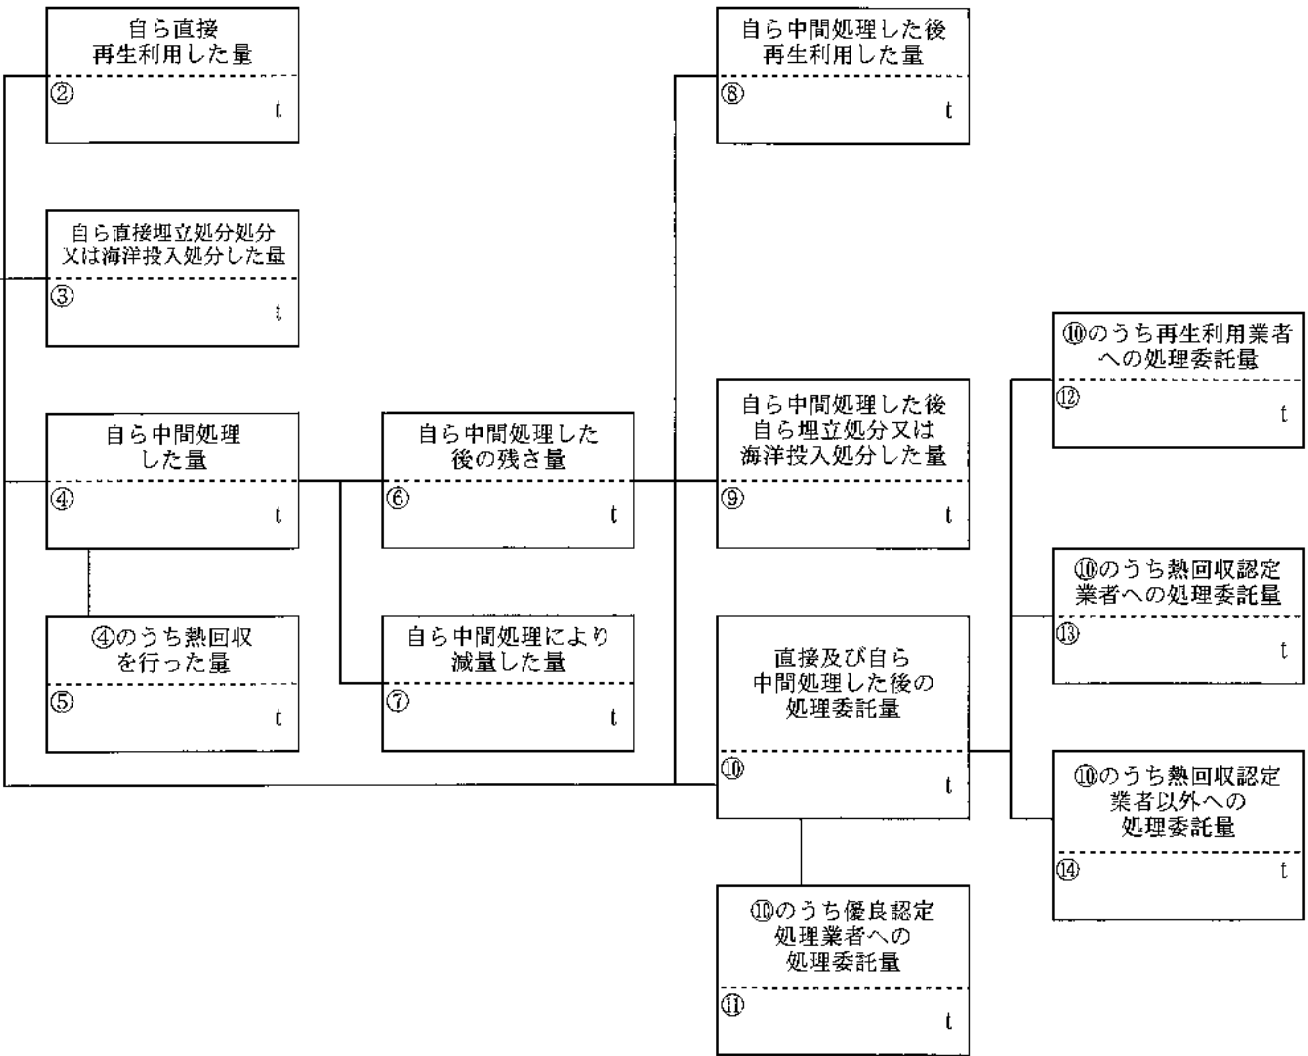 自ら直接
再生利用した量
②
t
自ら直接埋立処分処分
又は海洋投入処分した量
③
t
自ら中間処理
した量
④
t
④のうち熱回収
を行った量
⑤
t
自ら中間処理した
後の残さ量
⑥
t
自ら中間処理により
減量した量
⑦
t
自ら中間処理した後
再生利用した量
⑧
t
自ら中間処理した後
自ら埋立処分又は
海洋投入処分した量
⑨
t
直接及び自ら
中間処理した後の
処理委託量
⑩
t
⑩のうち優良認定
処理業者への
処理委託量
⑪
t
⑩のうち再生利用業者
への処理委託量
⑫
t
⑩のうち熱回収認定
業者への処理委託量
⑬
t
⑩のうち熱回収認定
業者以外への
処理委託量
⑭
t